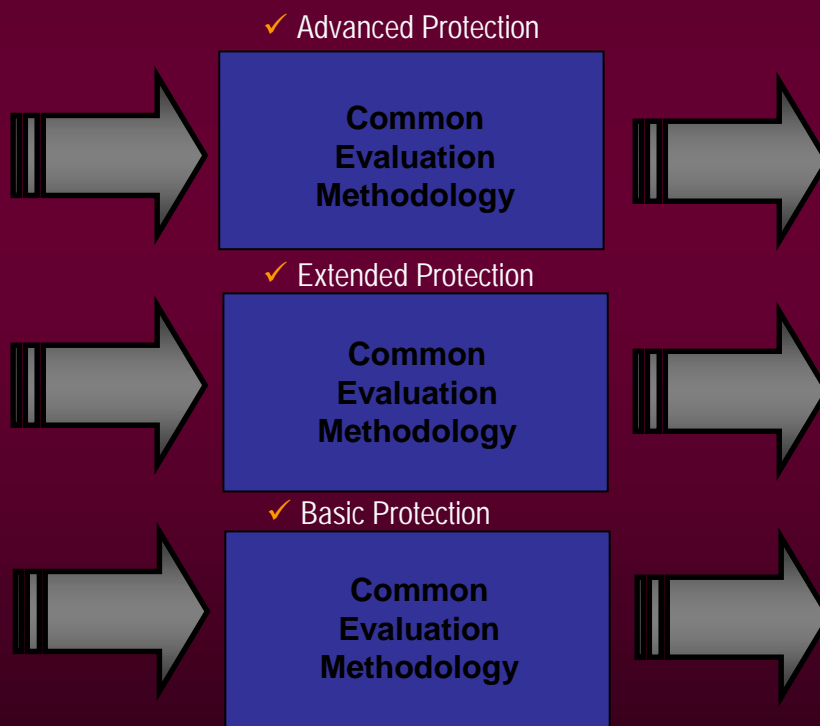 ✓ Advanced Protection
Common
Evaluation
Methodology
✓ Extended Protection
Common
Evaluation
Methodology
✓ Basic Protection
Common
Evaluation
Methodology